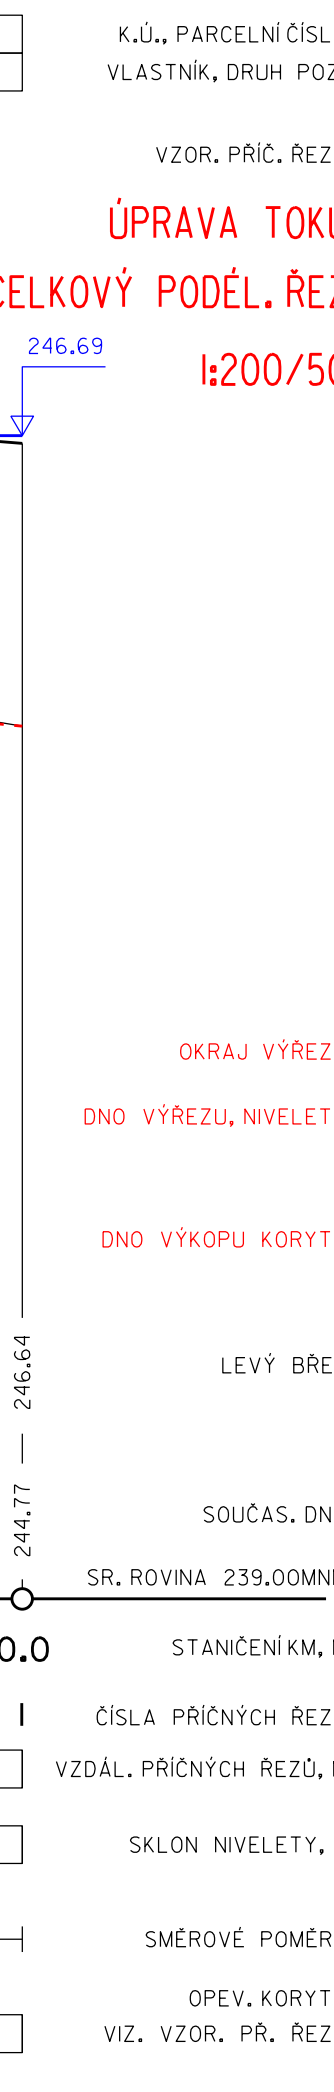 K.Ú., PARCELNÍ ČÍSL
VLASTNÍK, DRUH POZ
VZOR. PŘÍČ. ŘEZ
ÚPRAVA TOKU
CELKOVÝ PODÉL. ŘEZ
246.69
1:200/50
OKRAJ VÝŘEZ
DNO VÝŘEZU, NIVELET
DNO VÝKOPU KORYT
246.64
LEVÝ BŘE
244.77
SOUČAS. DN
SR. ROVINA 239.00MN
0.0
STANIČENÍ KM,
ČÍSLA PŘÍČNÝCH ŘEZ
VZDÁL. PŘÍČNÝCH ŘEZŮ,
SKLON NIVELETY,
SMĚROVÉ POMĚR
OPEV. KORYT
VIZ. VZOR. PŘ. ŘEZ